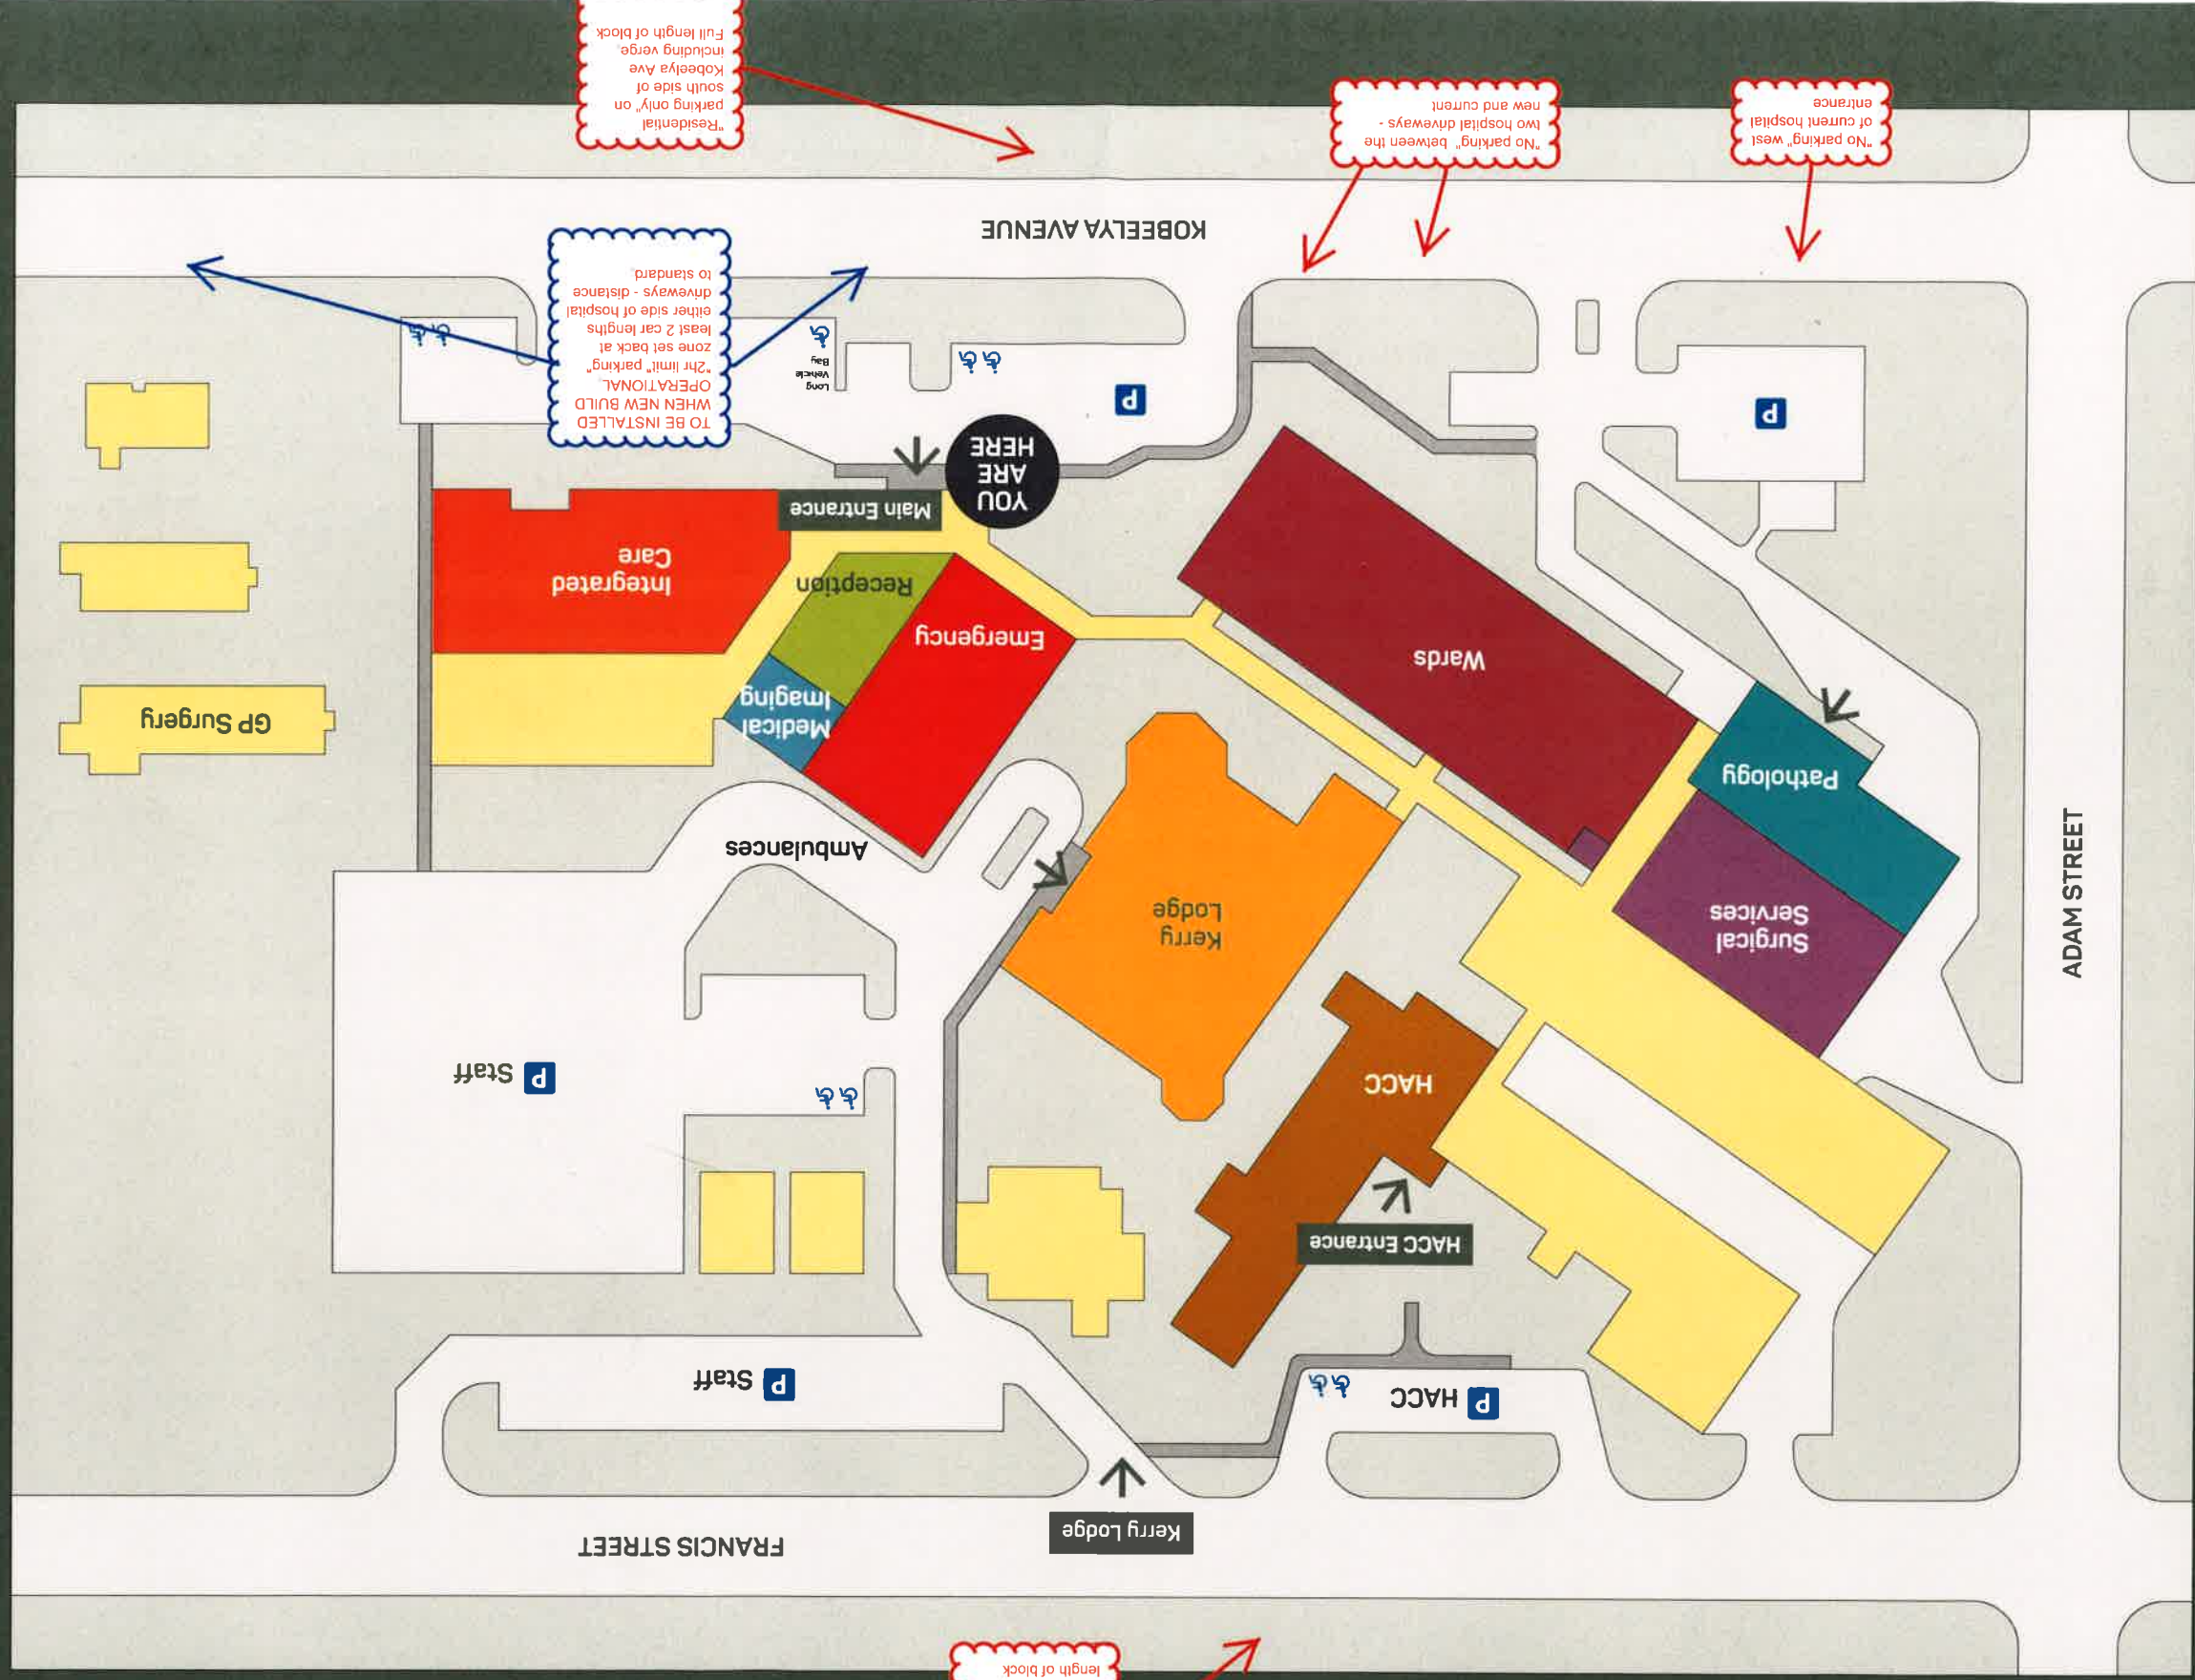 length of block
Kerry Lodge
FRANCIS STREET
P HACC
P Staff
HACC Entrance
HACC
P Staff
ADAM STREET
Surgical
Services
Kerry
Lodge
Ambulances
Pathology
Medical
Imaging
GP Surgery
Wards
Emergency
Reception
Integrated
Care
Main Entrance
YOU
ARE
HERE
P
P
Long
Vehicle
Bay
TO BE INSTALLED
WHEN NEW BUILD
OPERATIONAL.
"2hr limit" parking"
zone set back at
least 2 car lengths
either side of hospital
driveways - distance
to standard.
KOBEELYA AVENUE
"No parking" west
of current hospital
entrance
"No parking" between the
two hospital driveways -
new and current
"Residential
parking only" on
south side of
Kobeelya Ave
including verge.
Full length of block